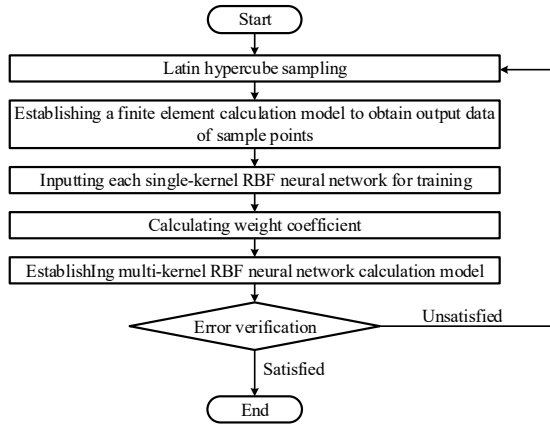 Start
Latin hypercube sampling
Establishing a finite element calculation model to obtain output data
of sample points
Inputting each single-kernel RBF neural network for training
Calculating weight coefficient
EstablishIng multi-kernel RBF neural network calculation model
Error verification
Unsatisfied
Satisfied
End